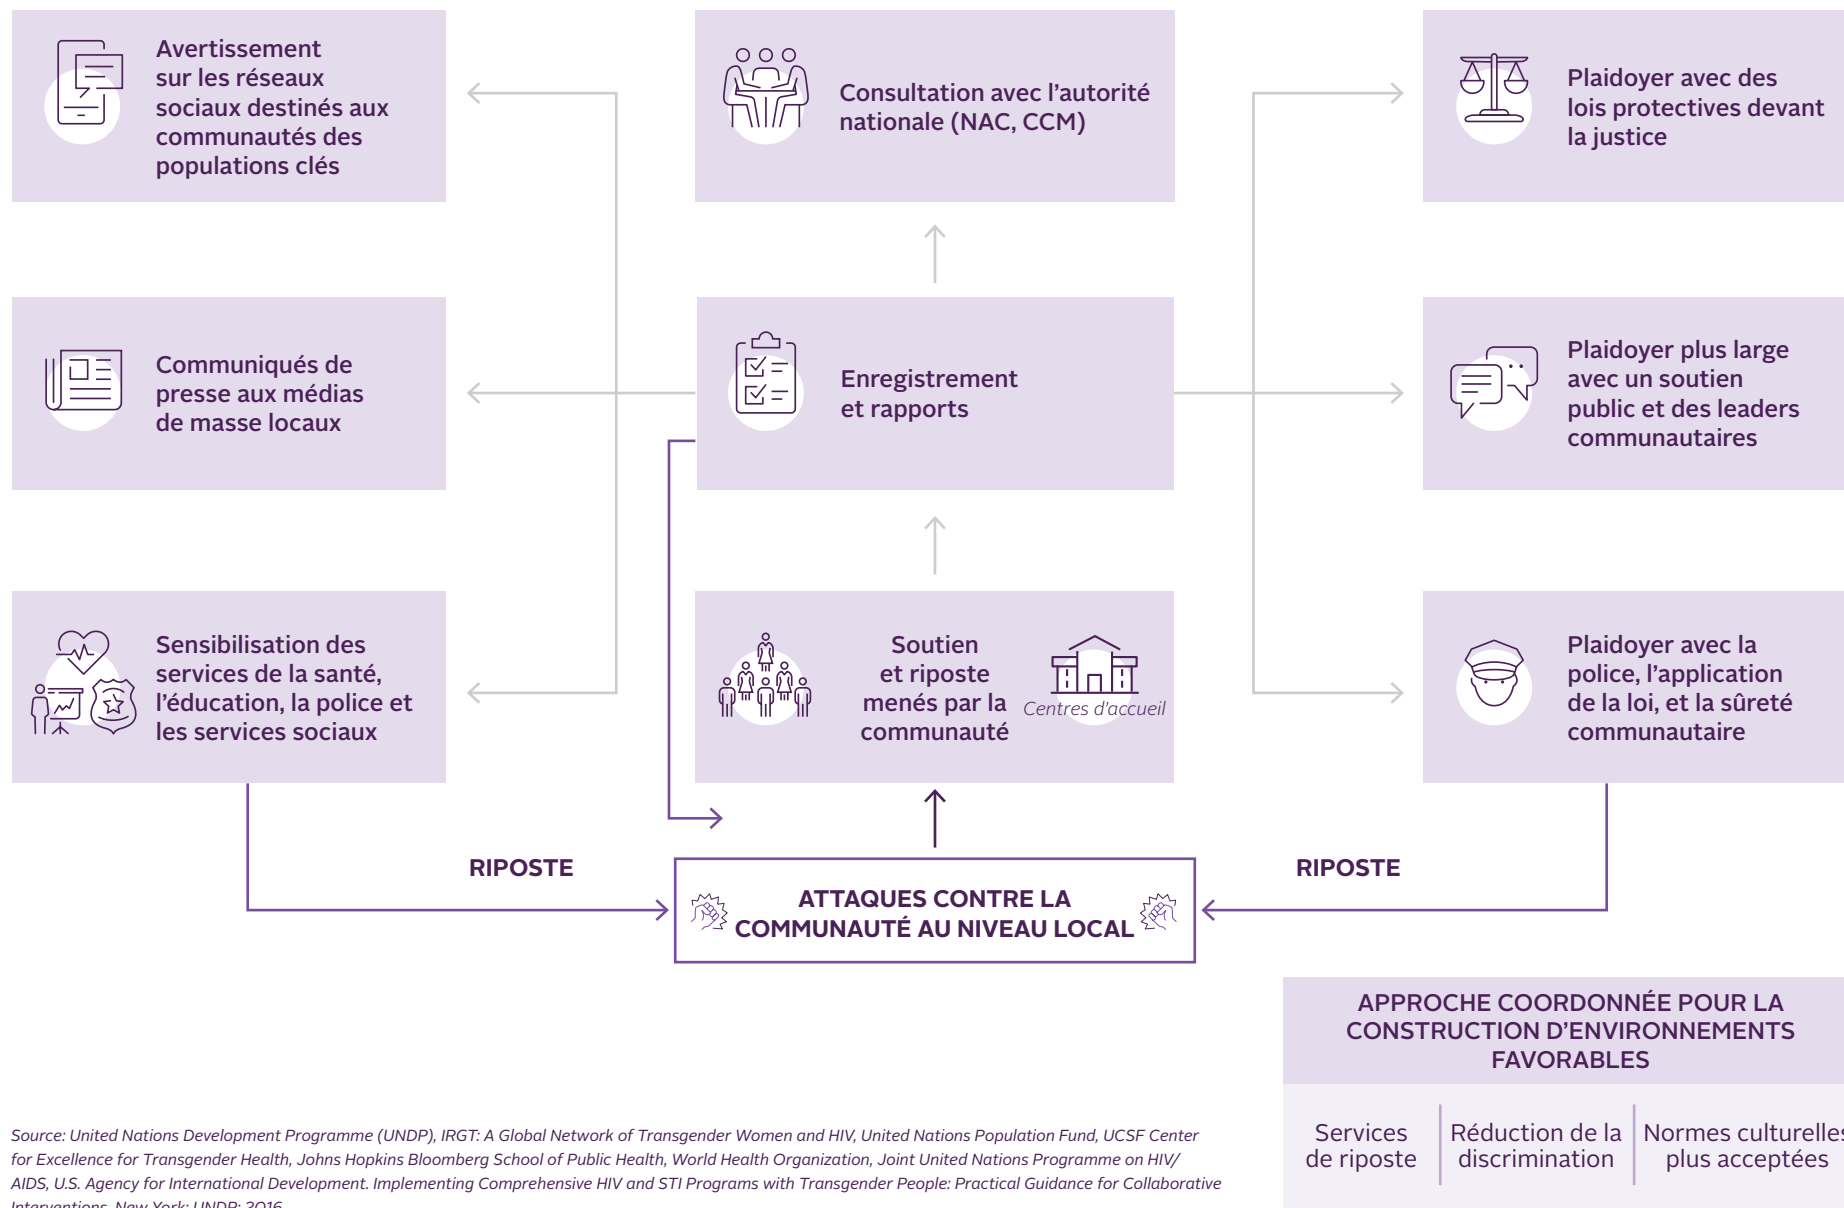 Avertissement
sur les réseaux
sociaux destinés aux
communautés des
populations clés
Consultation avec l’autorité
nationale (NAC, CCM)
Plaidoyer avec des
lois protectives devant
la justice
Communiqués de
presse aux médias
de masse locaux
Enregistrement
et rapports
Plaidoyer plus large
avec un soutien
public et des leaders
communautaires
Sensibilisation des
services de la santé,
l’éducation, la police et
les services sociaux
Soutien
et riposte
menés par la
communauté
Centres d’accueil
Plaidoyer avec la
police, l’application
de la loi, et la sûreté
communautaire
RIPOSTE
RIPOSTE
ATTAQUES CONTRE LA
COMMUNAUTÉ AU NIVEAU LOCAL
APPROCHE COORDONNÉE POUR LA
CONSTRUCTION D’ENVIRONNEMENTS
FAVORABLES
Services
de riposte
Réduction de la
discrimination
Normes culturelles
plus acceptées
Source: United Nations Development Programme (UNDP), IRGT: A Global Network of Transgender Women and HIV, United Nations Population Fund, UCSF Center
for Excellence for Transgender Health, Johns Hopkins Bloomberg School of Public Health, World Health Organization, Joint United Nations Programme on HIV/
AIDS, U.S. Agency for International Development. Implementing Comprehensive HIV and STI Programs with Transgender People: Practical Guidance for Collaborative
Interventions. New York: UNDP; 2016